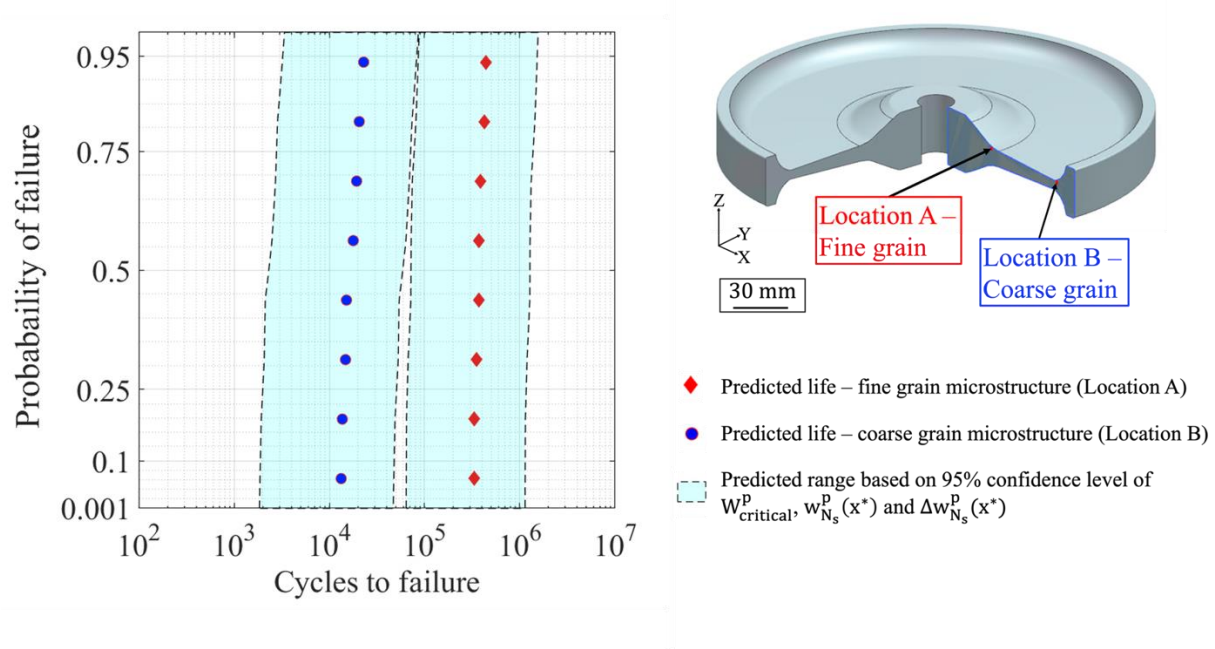 Probabaility of failure
0.95
0.75
0.5
0.25
0.1
0.001
10²
10³
10⁴
10⁵
10⁶
10⁷
Cycles to failure
Location A –
Fine grain
Location B –
Coarse grain
Z
Y
X
30 mm
Predicted life – fine grain microstructure (Location A)
Predicted life – coarse grain microstructure (Location B)
Predicted range based on 95% confidence level of
W^p_critical, w^p_N_s(x*) and Δw^p_N_s(x*)